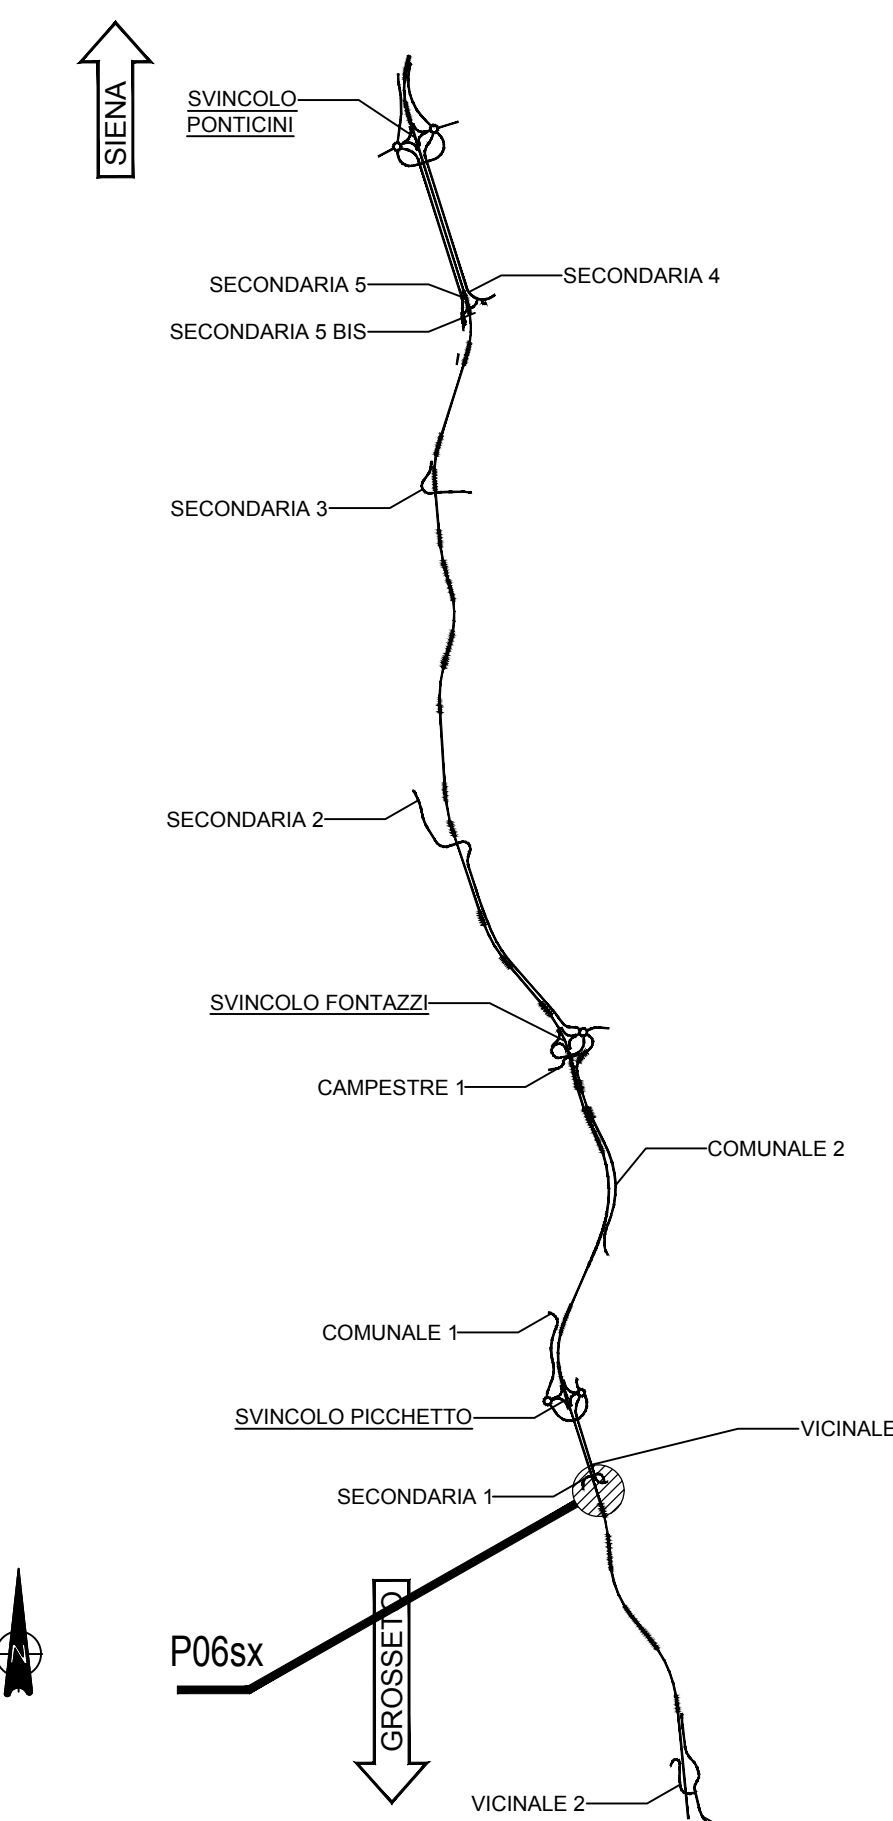 SIENA
SVINCOLO
PONTICINI
SECONDARIA 5
SECONDARIA 4
SECONDARIA 5 BIS
SECONDARIA 3
SECONDARIA 2
SVINCOLO FONTAZZI
CAMPESTRE 1
COMUNALE 2
COMUNALE 1
SVINCOLO PICCHETTO
VICINALE
SECONDARIA 1
P06sx
GROSSETO
N
VICINALE 2